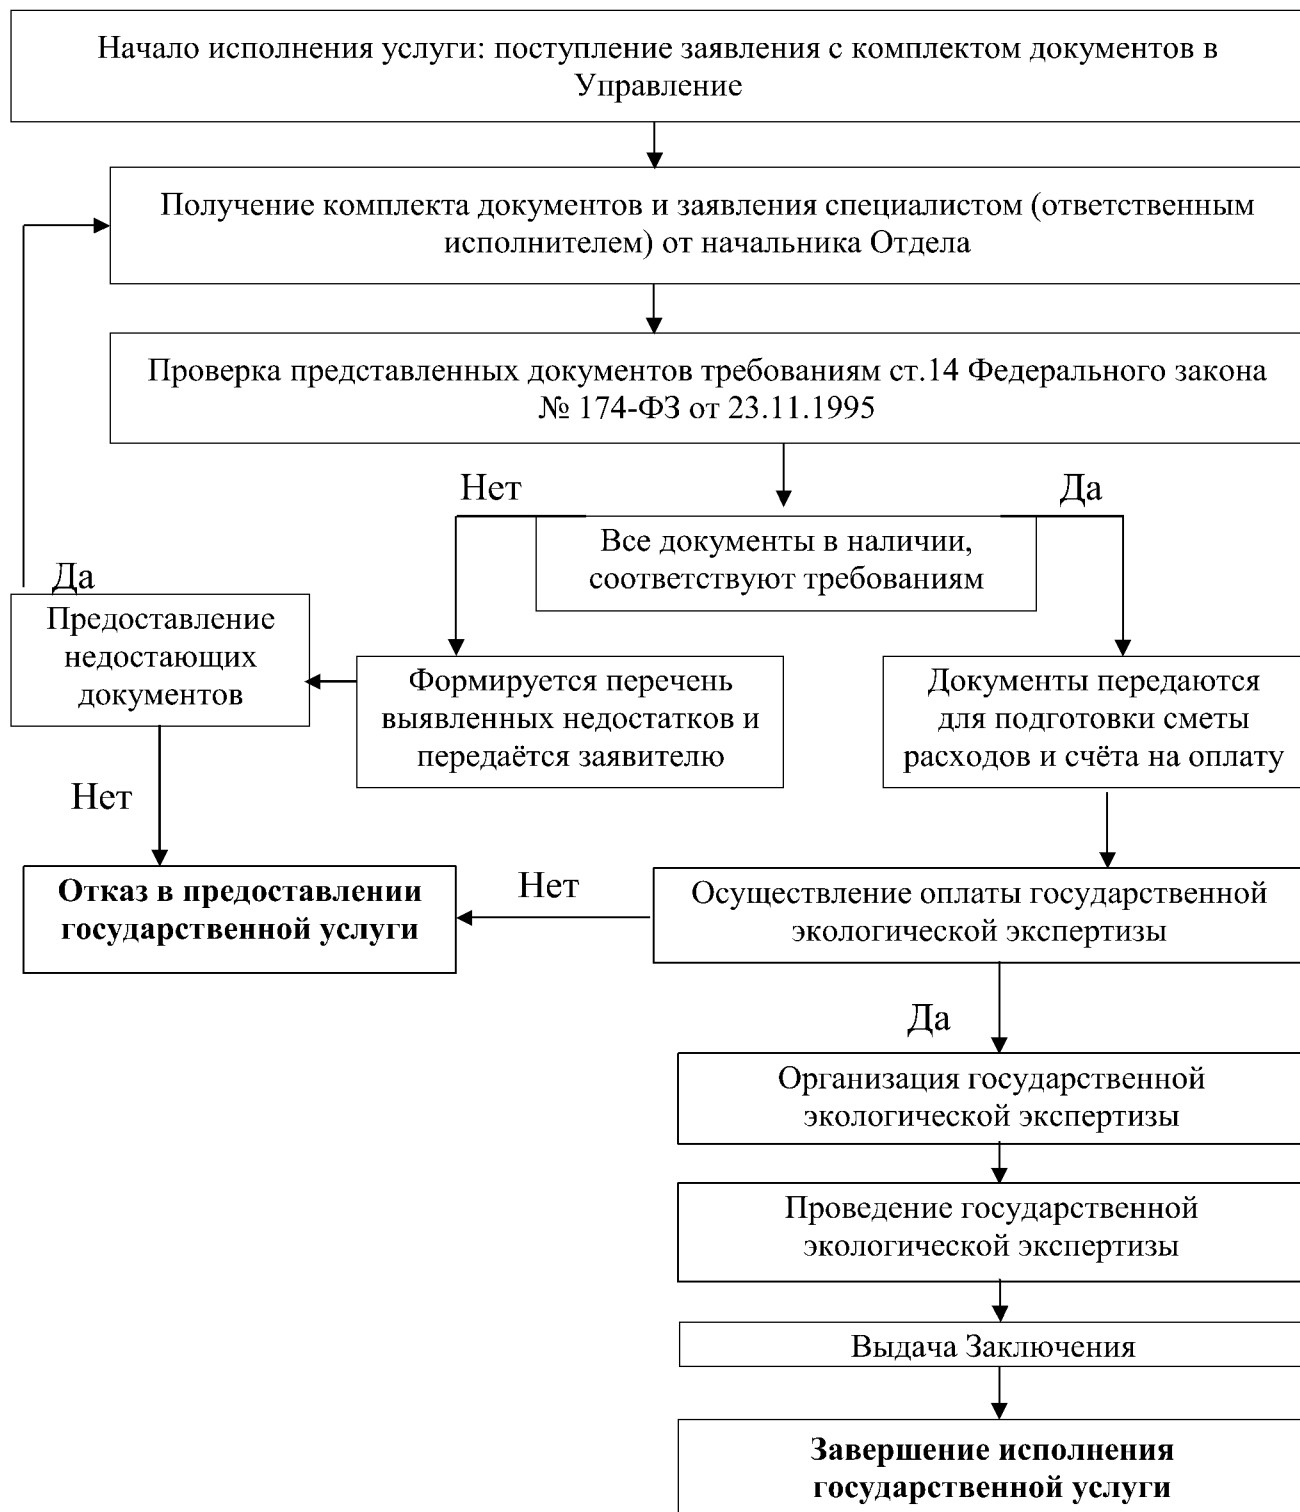 Начало исполнения услуги: поступление заявления с комплектом документов в
Управление
Получение комплекта документов и заявления специалистом (ответственным
исполнителем) от начальника Отдела
Проверка представленных документов требованиям ст.14 Федерального закона
№ 174-ФЗ от 23.11.1995
Нет
Да
Все документы в наличии,
соответствуют требованиям
Да
Предоставление
недостающих
документов
Формируется перечень
выявленных недостатков и
передаётся заявителю
Документы передаются
для подготовки сметы
расходов и счёта на оплату
Нет
Отказ в предоставлении
государственной услуги
Нет
Осуществление оплаты государственной
экологической экспертизы
Да
Организация государственной
экологической экспертизы
Проведение государственной
экологической экспертизы
Выдача Заключения
Завершение исполнения
государственной услуги